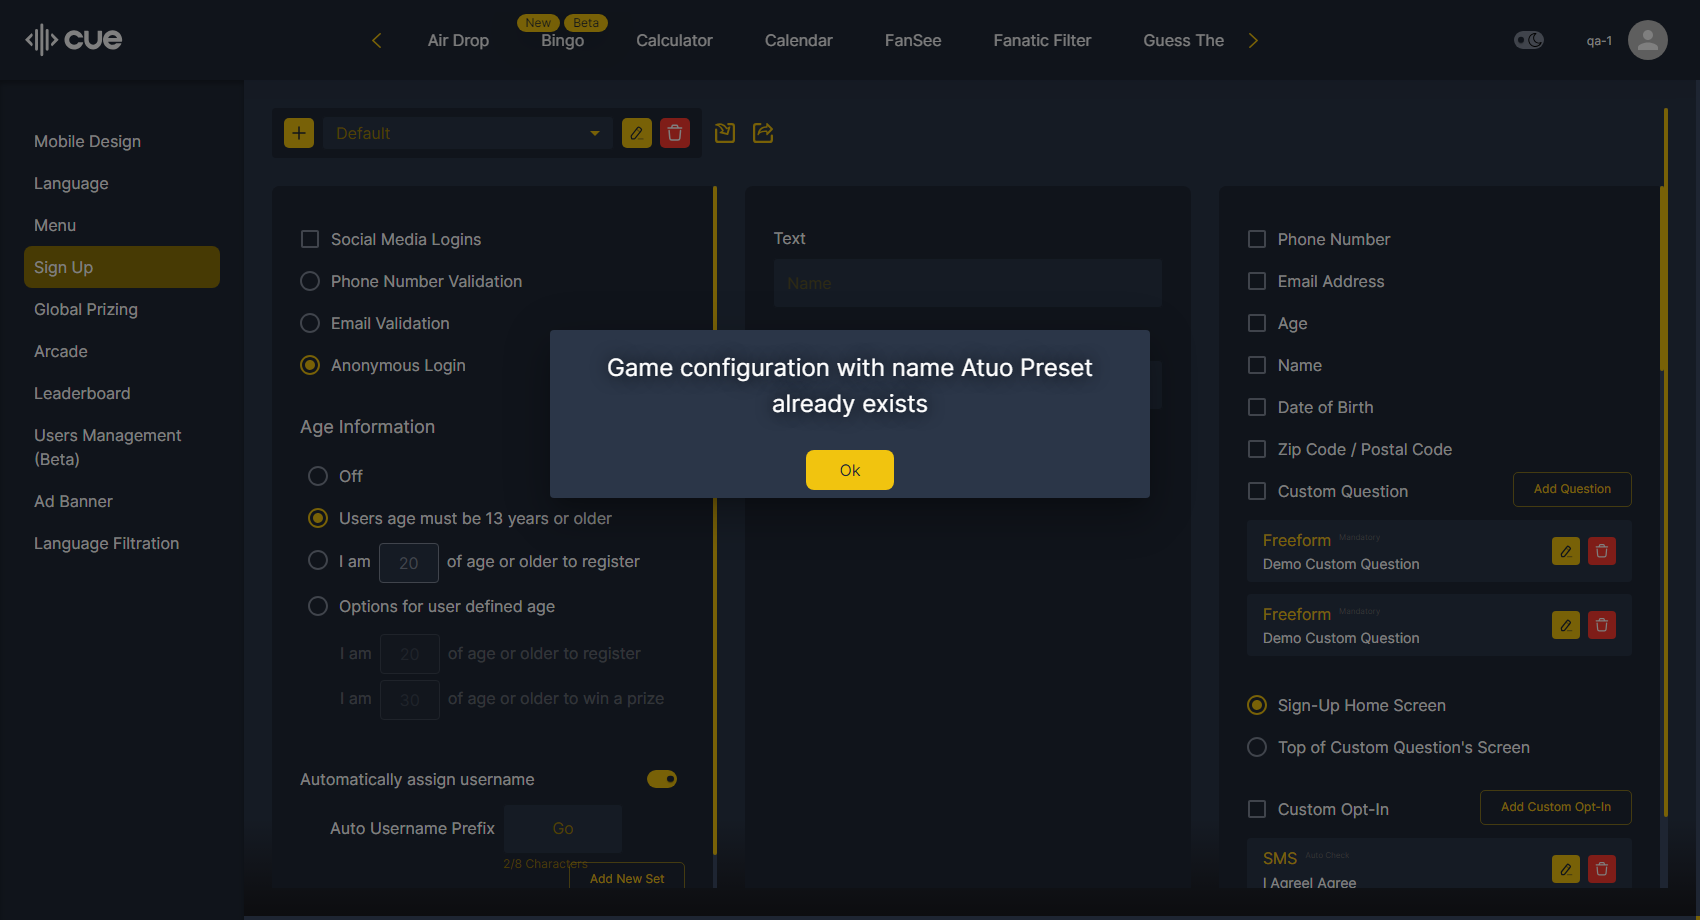 cue
Air Drop
New
Beta
Bingo
Calculator
Calendar
FanSee
Fanatic Filter
Guess The
qa-1
Mobile Design
Language
Menu
Sign Up
Global Prizing
Arcade
Leaderboard
Users Management
(Beta)
Ad Banner
Language Filtration
Default
Social Media Logins
Phone Number Validation
Email Validation
Anonymous Login
Age Information
Off
Users age must be 13 years or older
I am 20 of age or older to register
Options for user defined age
I am 20 of age or older to register
I am 30 of age or older to win a prize
Automatically assign username
Auto Username Prefix Go
2/8 Characters
Add New Set
Text
Name
Game configuration with name Atuo Preset
already exists
Ok
Phone Number
Email Address
Age
Name
Date of Birth
Zip Code / Postal Code
Custom Question
Add Question
Freeform Mandatory
Demo Custom Question
Freeform Mandatory
Demo Custom Question
Sign-Up Home Screen
Top of Custom Question's Screen
Custom Opt-In
Add Custom Opt-In
SMS Auto Check
I Agreel Agree